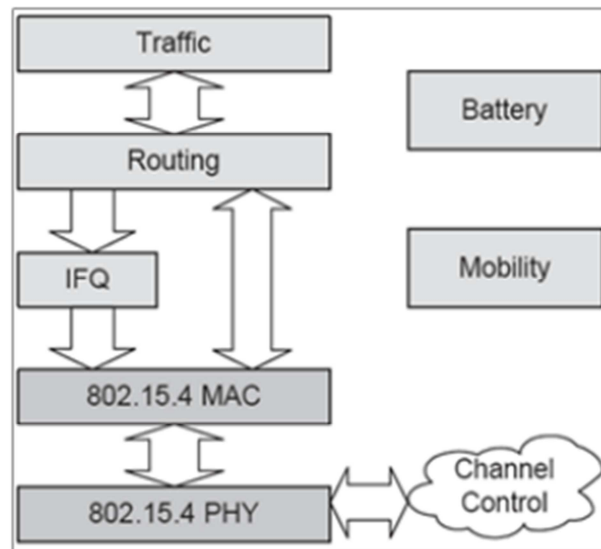 Traffic
Battery
Routing
IFQ
Mobility
802.15.4 MAC
Channel
Control
802.15.4 PHY